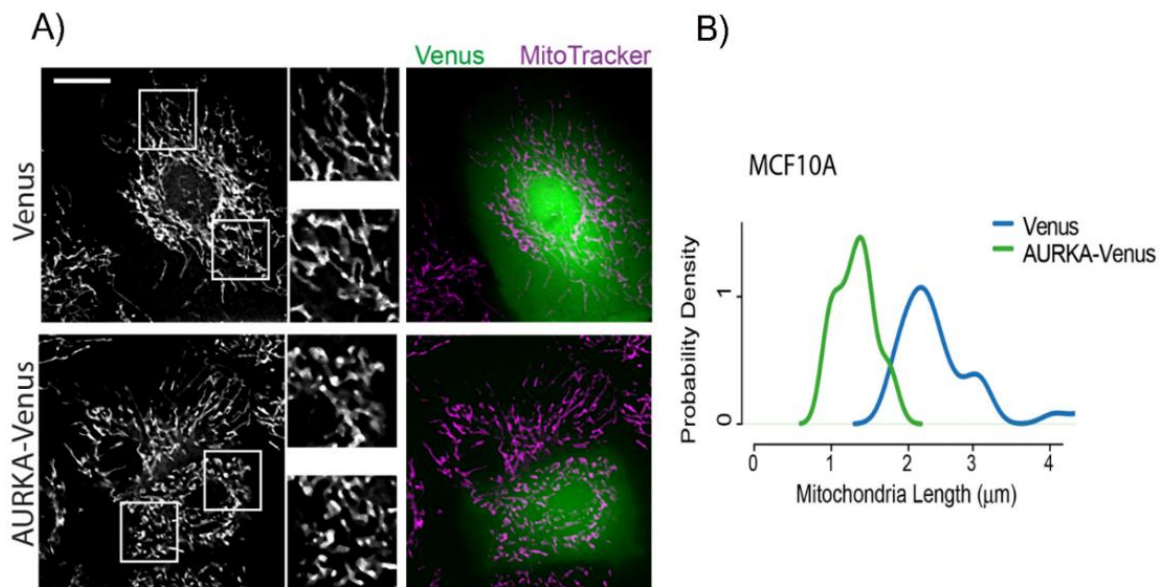 A)
Venus MitoTracker
Venus
AURKA-Venus
B)
MCF10A
Venus
AURKA-Venus
Probability Density
1
0
0 1 2 3 4
Mitochondria Length (μm)